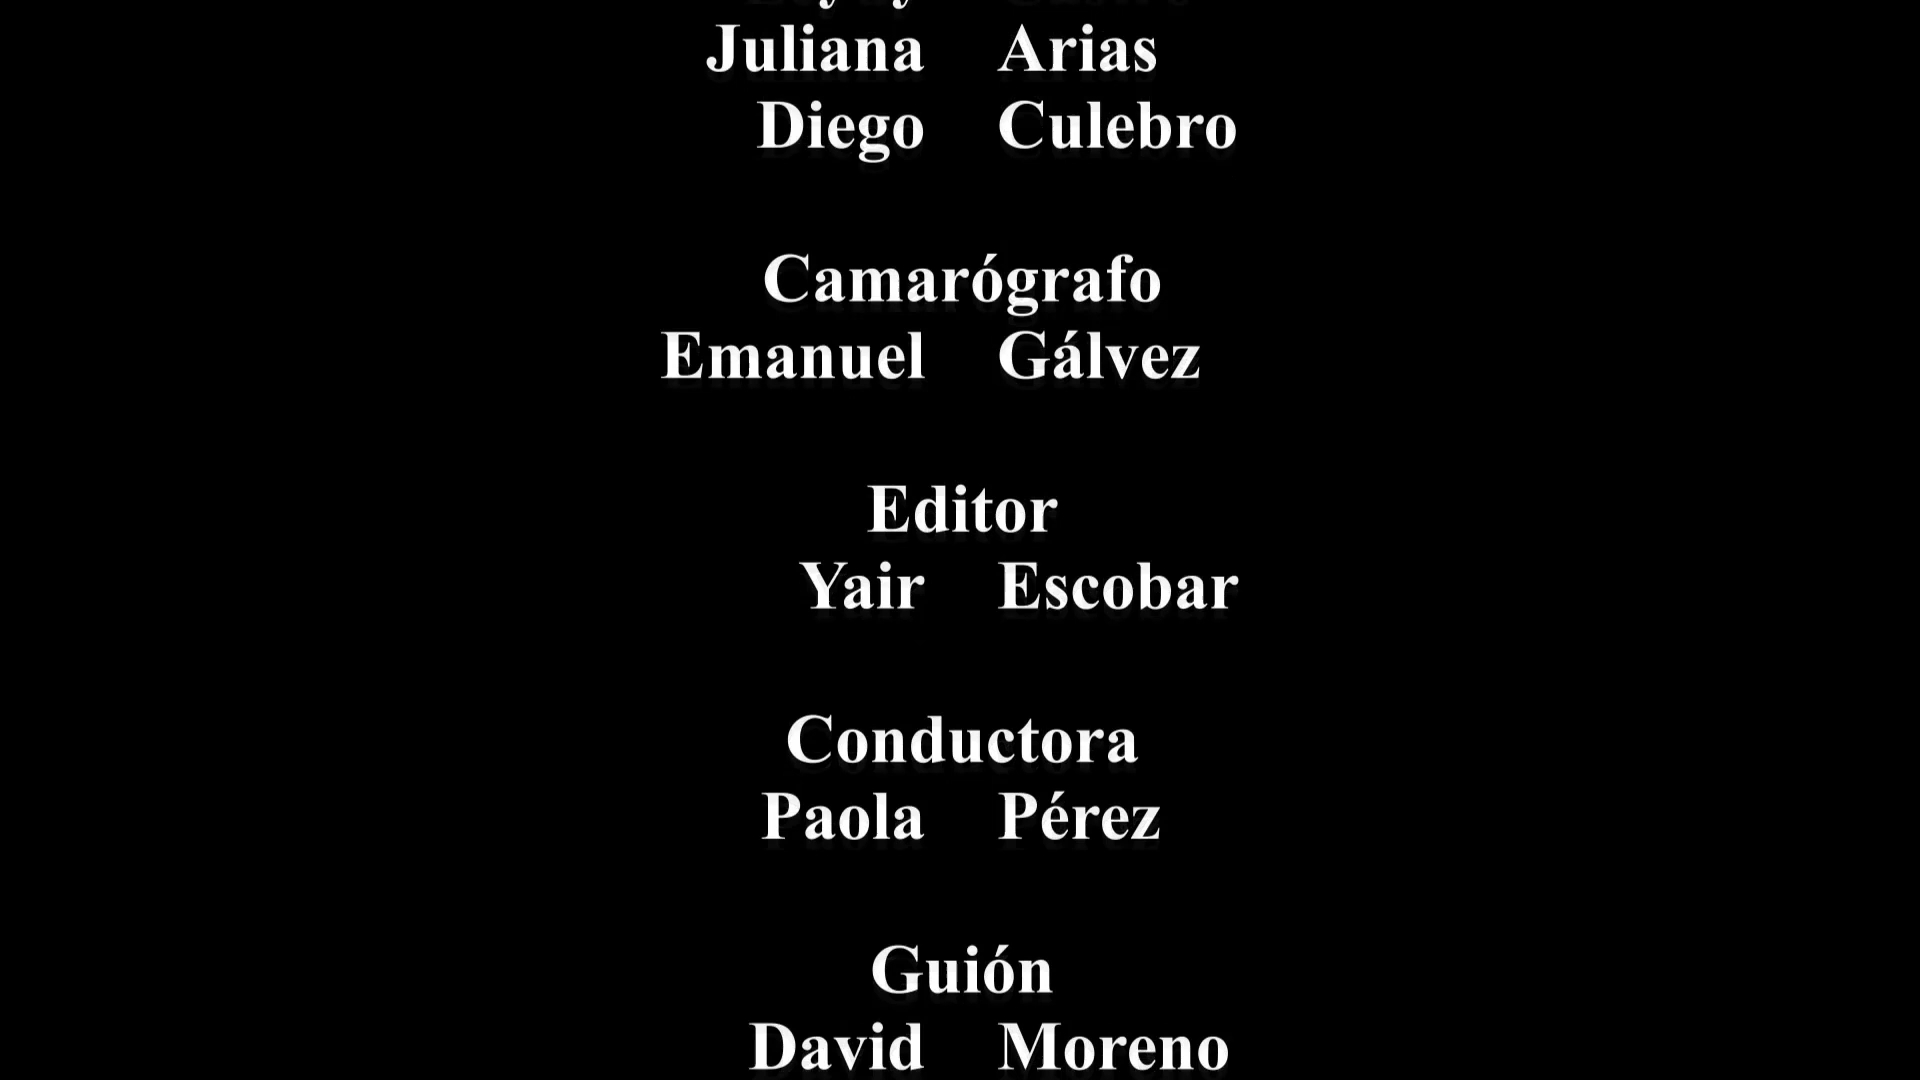 Juliana Arias
Diego Culebro
Camarógrafo
Emanuel Gálvez
Editor
Yair Escobar
Conductora
Paola Pérez
Guión
David Moreno